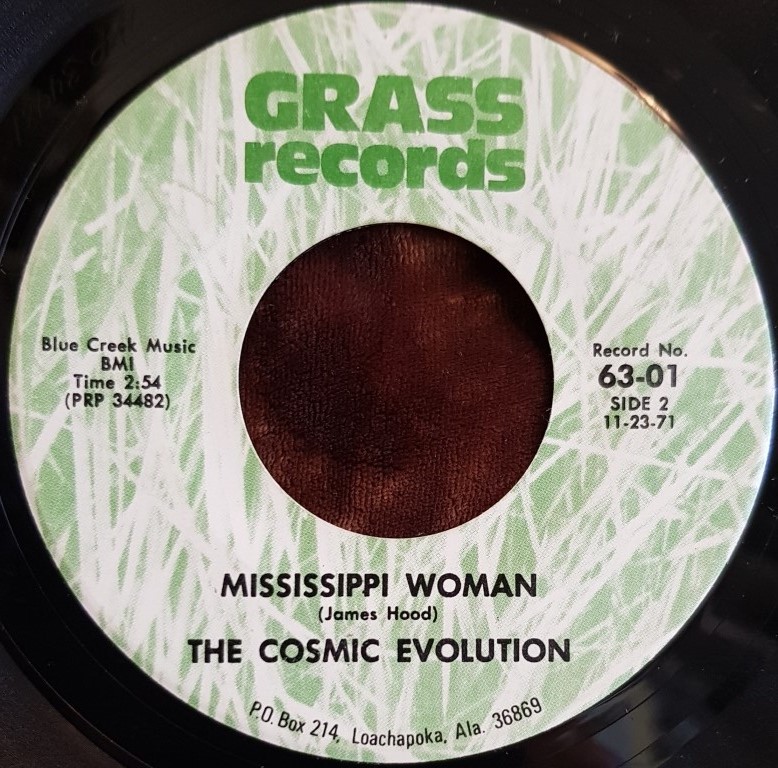 GRASS
records
Blue Creek Music
BMI
Time 2:54
(PRP 34482)
Record No.
63-01
SIDE 2
11-23-71
MISSISSIPPI WOMAN
(James Hood)
THE COSMIC EVOLUTION
P.O. Box 214, Loachapoka, Ala. 36869